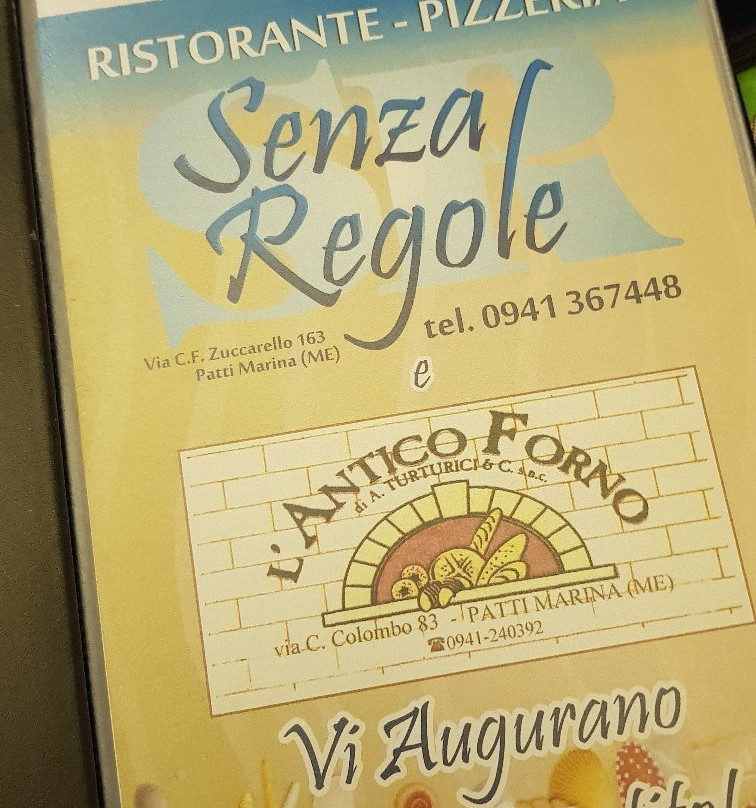 RISTORANTE - PIZZERIA
Senza
Regole
tel. 0941 367448
Via C.F. Zuccarello 163
Patti Marina (ME)
e
L'ANTICO FORNO
di A. TURTURICI & C. s.n.c.
via C. Colombo 83 - PATTI MARINA (ME)
☎0941-240392
Vi Augurano